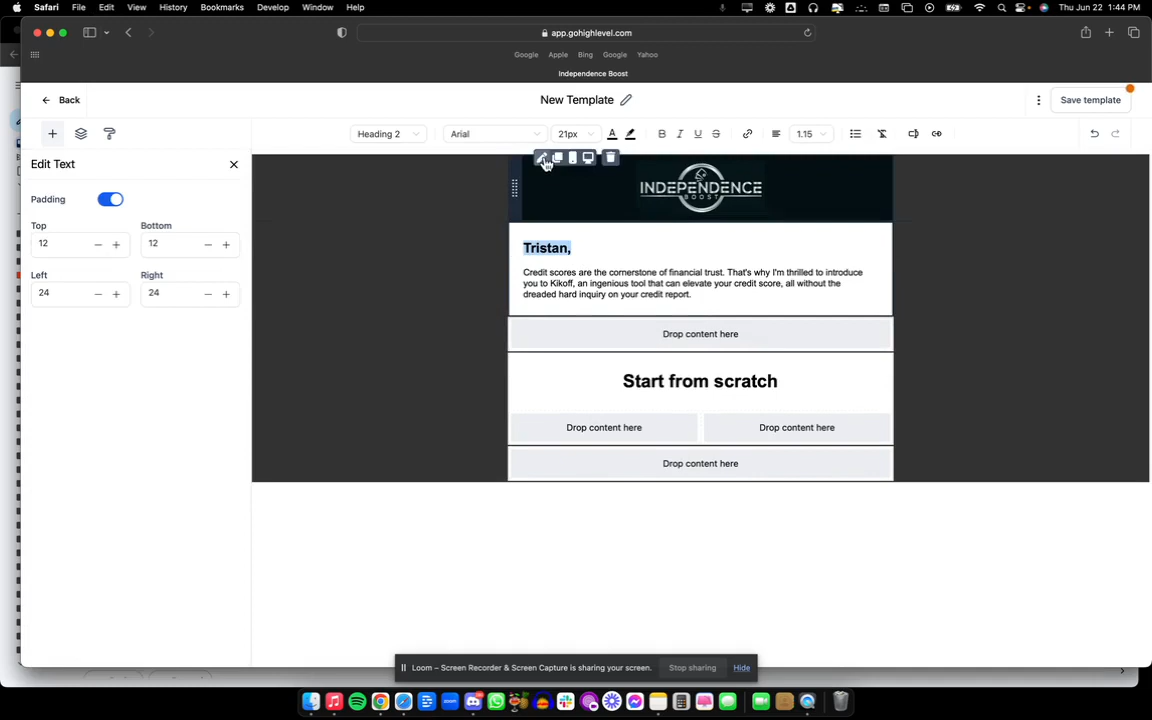 Safari File Edit View History Bookmarks Develop Window Help Thu Jun 22 1:44 PM
app.gohighlevel.com
Google Apple Bing Google Yahoo
Independence Boost
Back New Template Save template
Heading 2 Arial 21px A B I U S 1.15
Edit Text
Padding
Top Bottom
12 12
Left Right
24 24
INDEPENDENCE
BOOST
Tristan,
Credit scores are the cornerstone of financial trust. That's why I'm thrilled to introduce
you to Kikoff, an ingenious tool that can elevate your credit score, all without the
dreaded hard inquiry on your credit report.
Drop content here
Start from scratch
Drop content here Drop content here
Drop content here
Loom – Screen Recorder & Screen Capture is sharing your screen. Stop sharing Hide